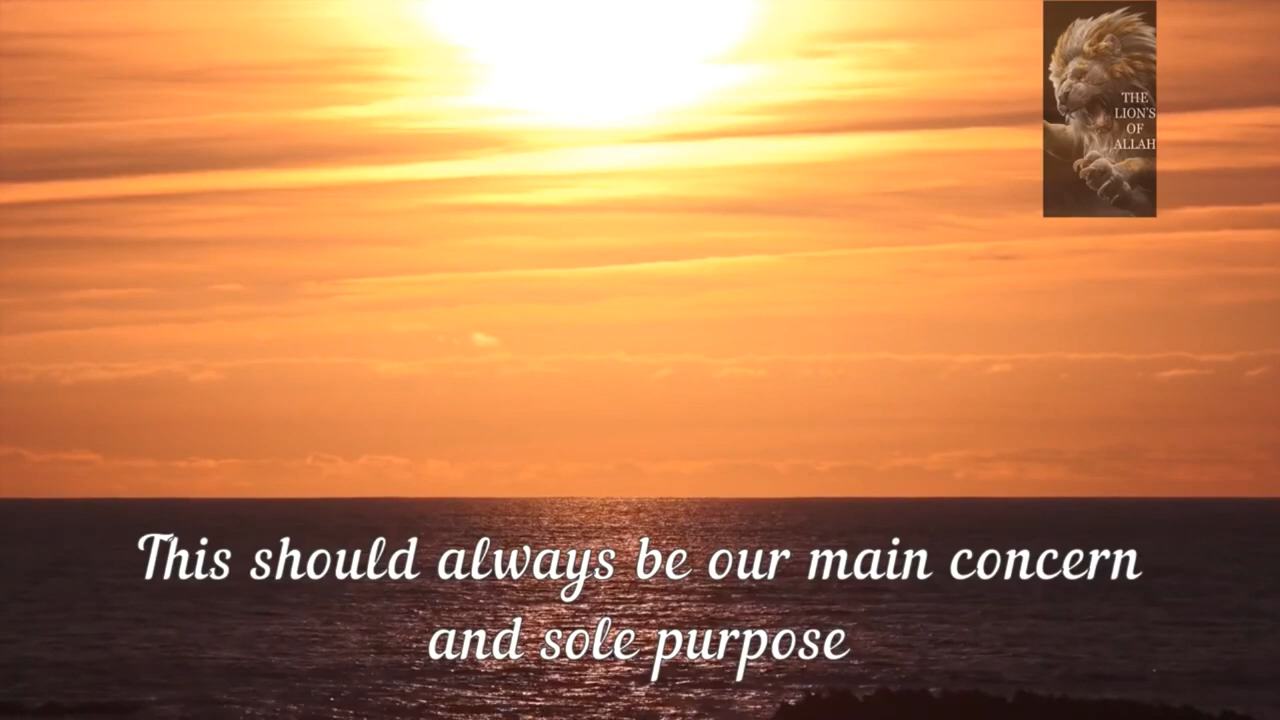 THE
LION'S
OF
ALLAH
This should always be our main concern
and sole purpose